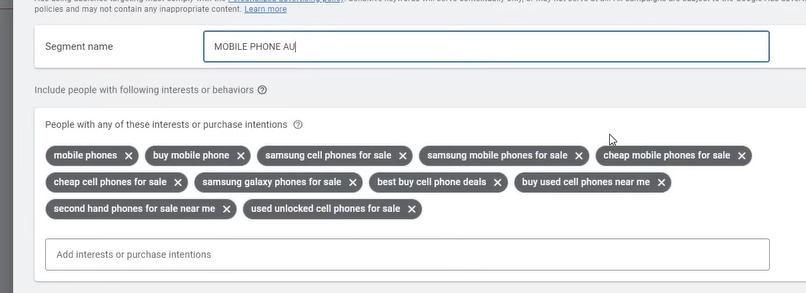 policies and may not contain any inappropriate content. Learn more
Segment name
MOBILE PHONE AU
Include people with following interests or behaviors
People with any of these interests or purchase intentions
mobile phones
buy mobile phone
samsung cell phones for sale
samsung mobile phones for sale
cheap mobile phones for sale
cheap cell phones for sale
samsung galaxy phones for sale
best buy cell phone deals
buy used cell phones near me
second hand phones for sale near me
used unlocked cell phones for sale
Add interests or purchase intentions